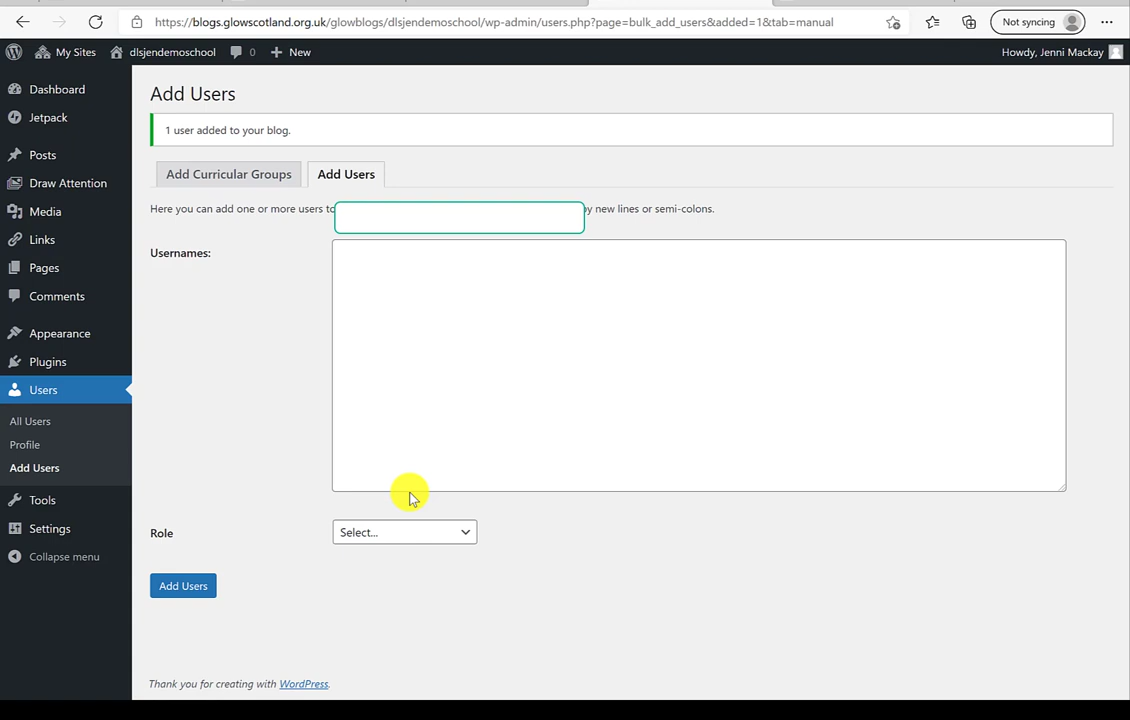 https://blogs.glowscotland.org.uk/glowblogs/dlsjendemoschool/wp-admin/users.php?page=bulk_add_users&added=1&tab=manual
Not syncing
My Sites
dlsjendemoschool
0
New
Howdy, Jenni Mackay
Dashboard
Jetpack
Posts
Draw Attention
Media
Links
Pages
Comments
Appearance
Plugins
Users
All Users
Profile
Add Users
Tools
Settings
Collapse menu
Add Users
1 user added to your blog.
Add Curricular Groups
Add Users
Here you can add one or more users to by new lines or semi-colons.
Usernames:
Role
Select...
Add Users
Thank you for creating with WordPress.